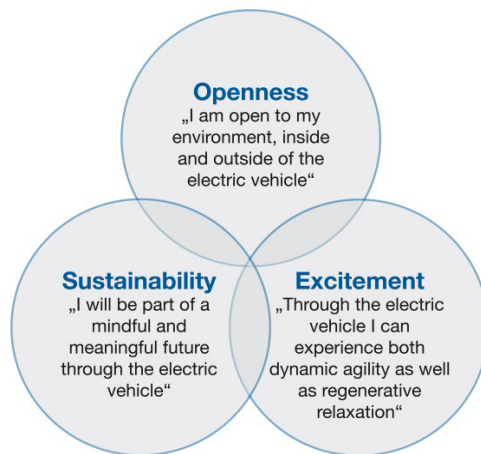 Openness
„I am open to my
environment, inside
and outside of the
electric vehicle“
Sustainability
„I will be part of a
mindful and
meaningful future
through the electric
vehicle“
Excitement
„Through the electric
vehicle I can
experience both
dynamic agility as well
as regenerative
relaxation“